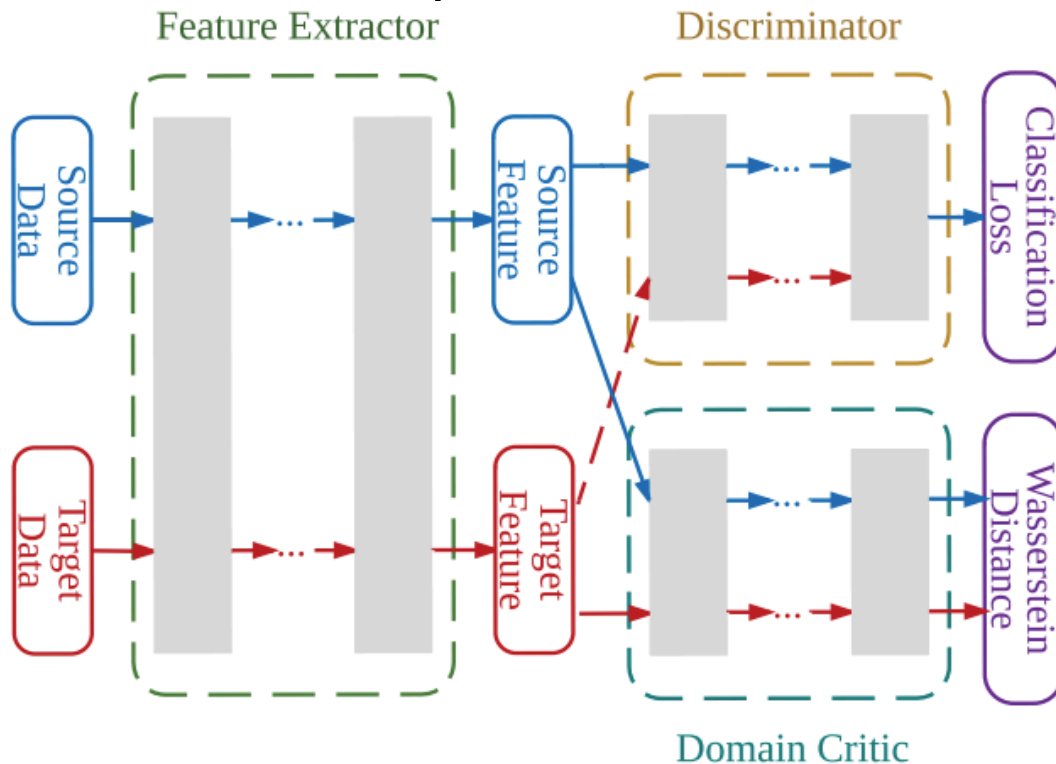 Feature Extractor
Discriminator
Source
Data
Source
Feature
Classification
Loss
...
...
...
Target
Data
Target
Feature
Wasserstein
Distance
...
...
...
Domain Critic